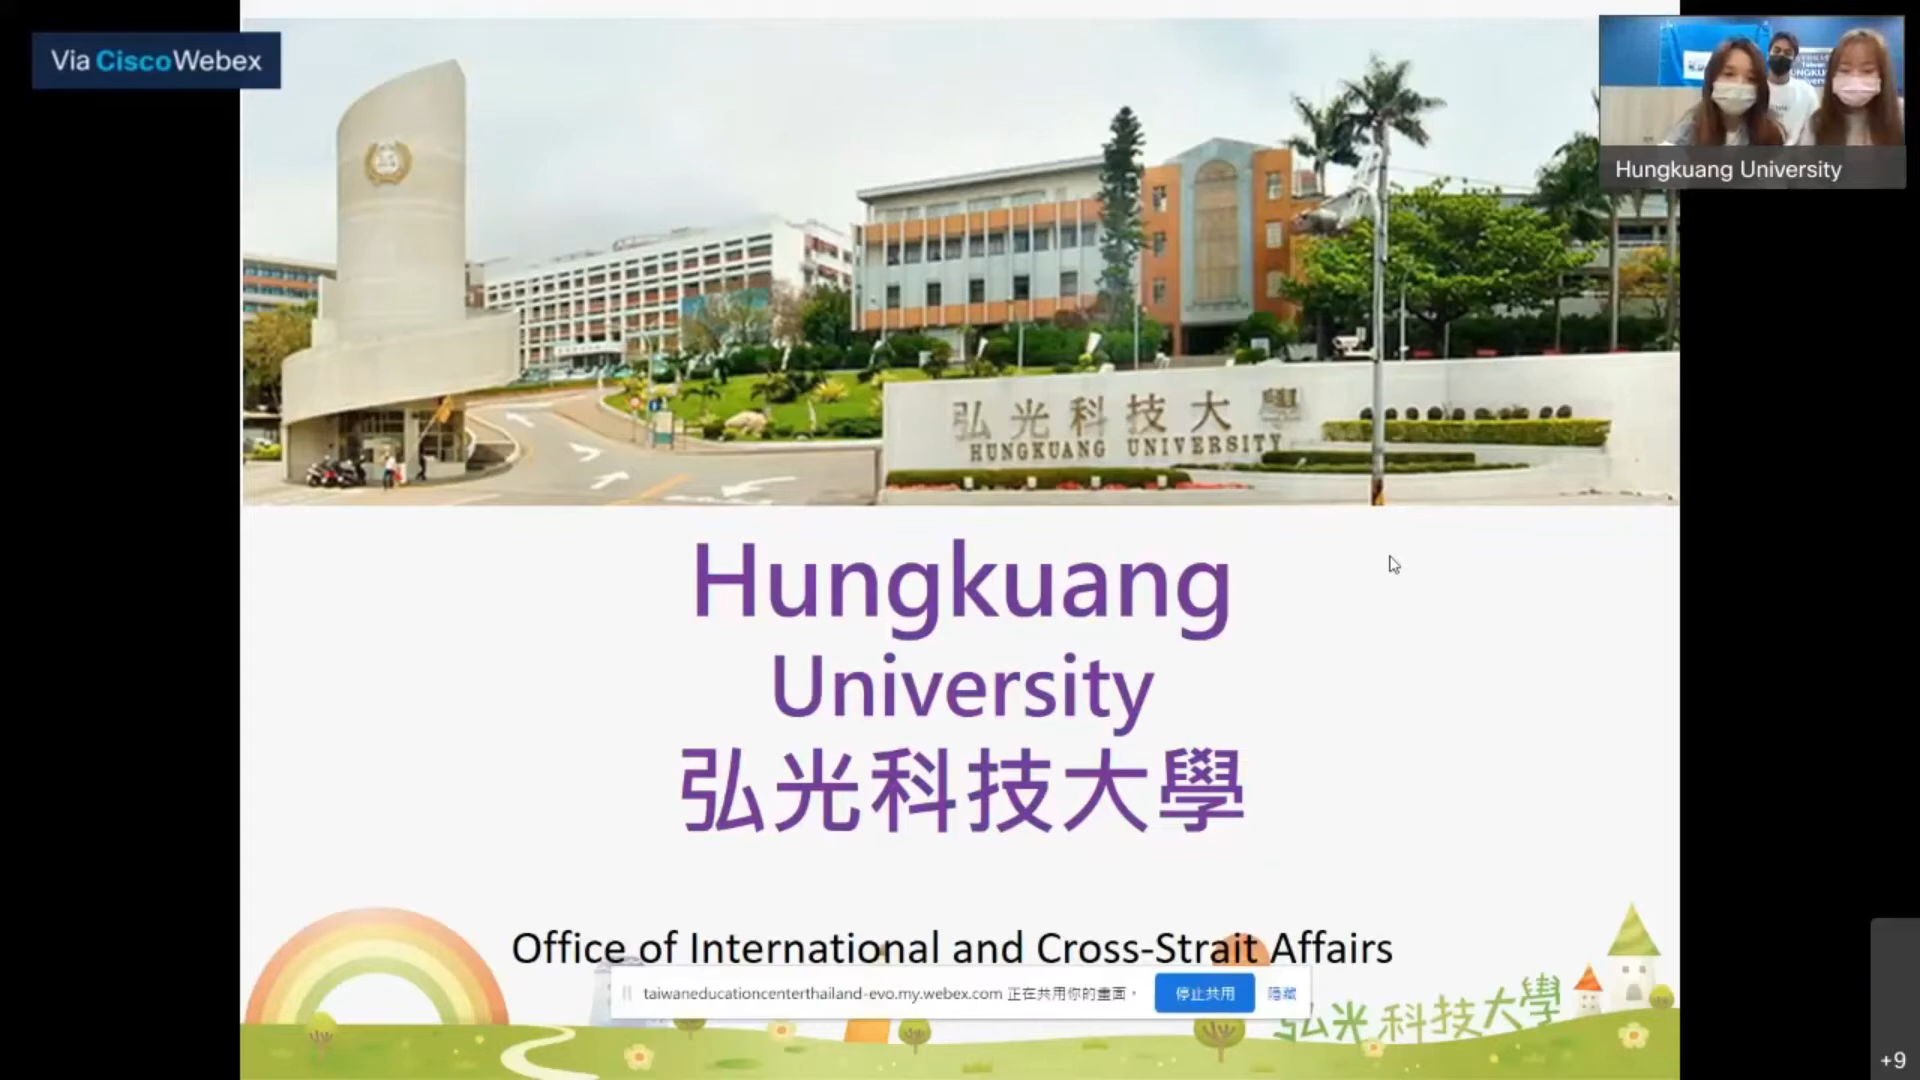 Via Cisco Webex
Hungkuang University
弘光科技大學
HUNGKUANG UNIVERSITY
Hungkuang
University
弘光科技大學
Office of International and Cross-Strait Affairs
taiwaneducationcenterthailand-evo.my.webex.com 正在共用你的畫面。
停止共用
隱藏
弘光科技大學
+9